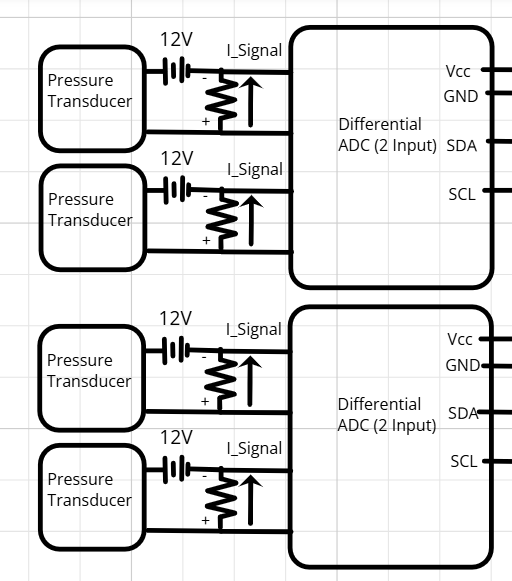 12V
I_Signal
Pressure
Transducer
-
+
Vcc
GND
Differential
ADC (2 Input)
SDA
12V
I_Signal
Pressure
Transducer
-
+
SCL
12V
I_Signal
Pressure
Transducer
-
+
Vcc
GND
Differential
ADC (2 Input)
SDA
12V
I_Signal
Pressure
Transducer
-
+
SCL